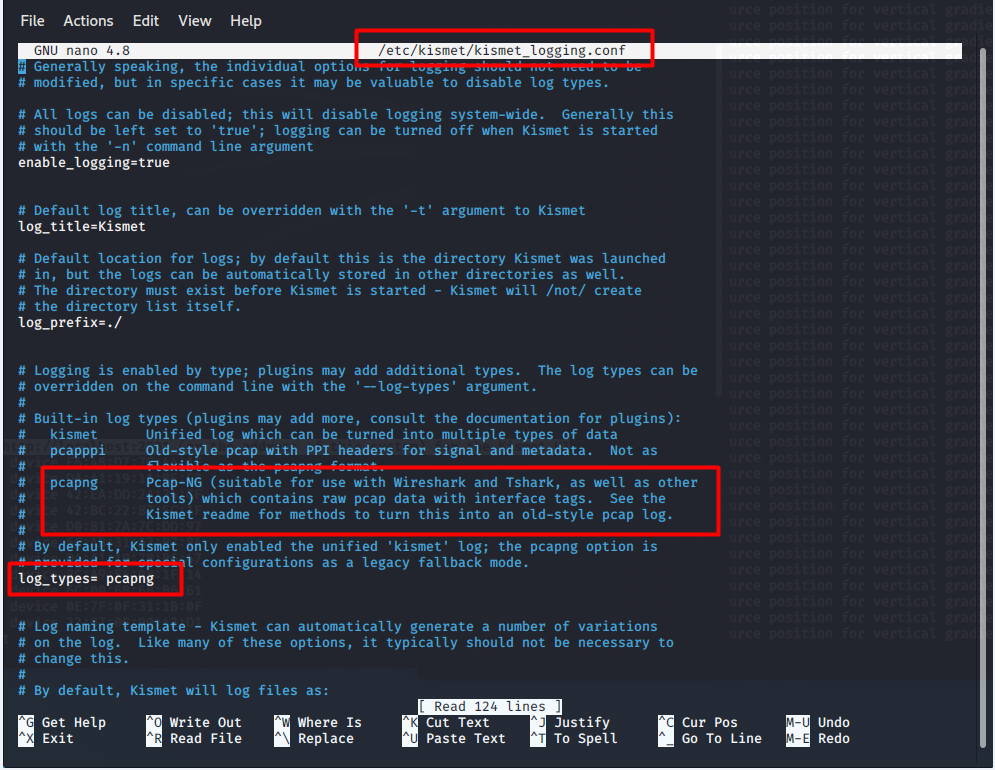 File Actions Edit View Help
GNU nano 4.8 /etc/kismet/kismet_logging.conf
# Generally speaking, the individual options for logging should not need to be
# modified, but in specific cases it may be valuable to disable log types.
# All logs can be disabled; this will disable logging system-wide.  Generally this
# should be left set to 'true'; logging can be turned off when Kismet is started
# with the '-n' command line argument
enable_logging=true
# Default log title, can be overridden with the '-t' argument to Kismet
log_title=Kismet
# Default location for logs; by default this is the directory Kismet was launched
# in, but the logs can be automatically stored in other directories as well.
# The directory must exist before Kismet is started - Kismet will /not/ create
# the directory list itself.
log_prefix=./
# Logging is enabled by type; plugins may add additional types.  The log types can be
# overridden on the command line with the '--log-types' argument.
#
# Built-in log types (plugins may add more, consult the documentation for plugins):
#   kismet      Unified log which can be turned into multiple types of data
#   pcapppi     Old-style pcap with PPI headers for signal and metadata.  Not as
#               flexible as the pcapng format.
#   pcapng      Pcap-NG (suitable for use with Wireshark and Tshark, as well as other
#               tools) which contains raw pcap data with interface tags.  See the
#               Kismet readme for methods to turn this into an old-style pcap log.
#
# By default, Kismet only enabled the unified 'kismet' log; the pcapng option is
# provided for special configurations as a legacy fallback mode.
log_types= pcapng
# Log naming template - Kismet can automatically generate a number of variations
# on the log.  Like many of these options, it typically should not be necessary to
# change this.
#
# By default, Kismet will log files as:
[ Read 124 lines ]
^G Get Help ^O Write Out ^W Where Is ^K Cut Text ^J Justify ^C Cur Pos M-U Undo
^X Exit ^R Read File ^\ Replace ^U Paste Text ^T To Spell ^_ Go To Line M-E Redo